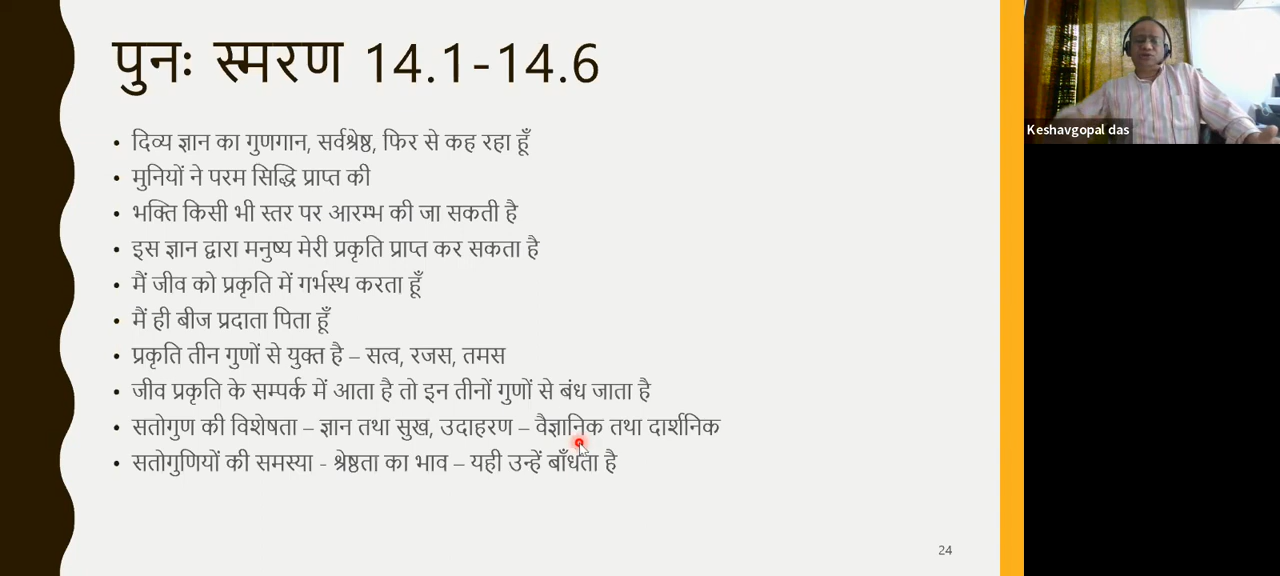 पुनः स्मरण 14.1-14.6
• दिव्य ज्ञान का गुणगान, सर्वश्रेष्ठ, फिर से कह रहा हूँ
• मुनियों ने परम सिद्धि प्राप्त की
• भक्ति किसी भी स्तर पर आरम्भ की जा सकती है
• इस ज्ञान द्वारा मनुष्य मेरी प्रकृति प्राप्त कर सकता है
• मैं जीव को प्रकृति में गर्भस्थ करता हूँ
• मैं ही बीज प्रदाता पिता हूँ
• प्रकृति तीन गुणों से युक्त है – सत्व, रजस, तमस
• जीव प्रकृति के सम्पर्क में आता है तो इन तीनों गुणों से बंध जाता है
• सतोगुण की विशेषता – ज्ञान तथा सुख, उदाहरण – वैज्ञानिक तथा दार्शनिक
• सतोगुणियों की समस्या - श्रेष्ठता का भाव – यही उन्हें बाँधता है
24
Keshavgopal das